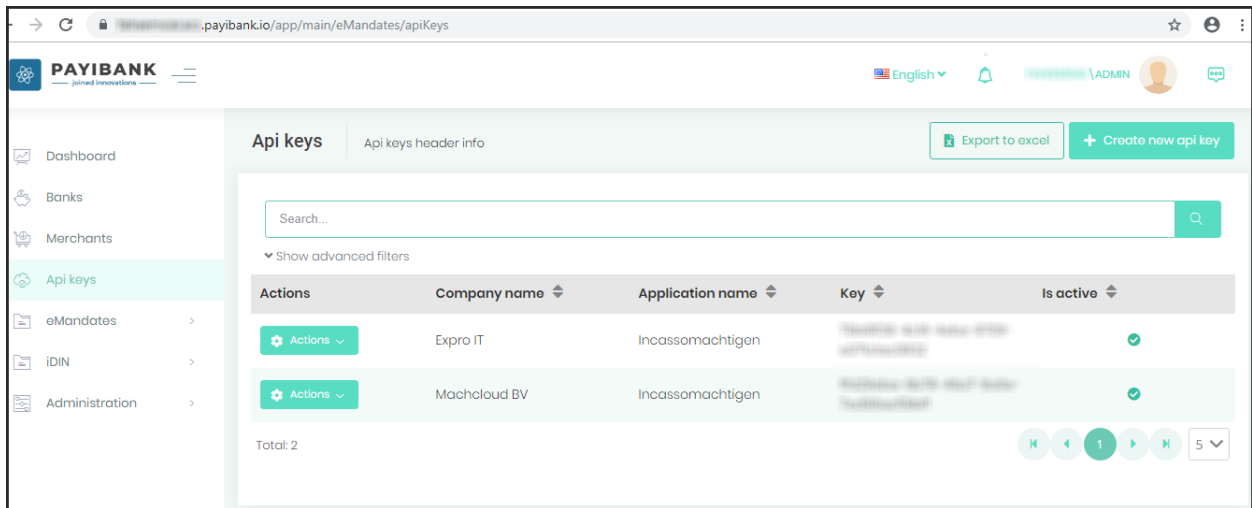 .payibank.io/app/main/eMandates/apiKeys
PAYIBANK
joined innovations
English
\ADMIN
Api keys
Api keys header info
Export to excel
Create new api key
Dashboard
Banks
Merchants
Api keys
eMandates
iDIN
Administration
Search...
Show advanced filters
Actions Company name Application name Key Is active
Actions Expro IT Incassomachtigen
Actions Machcloud BV Incassomachtigen
Total: 2
1
5